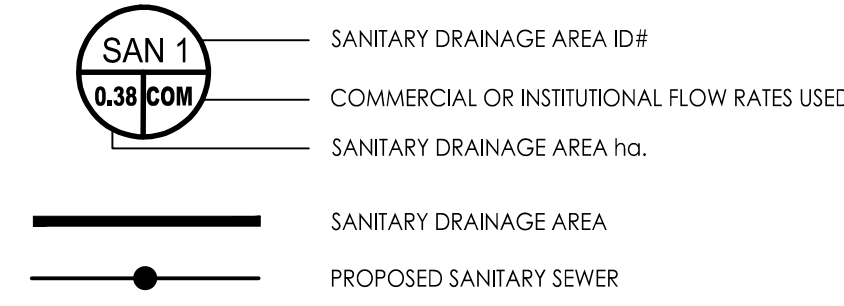 SAN 1
0.38 COM
SANITARY DRAINAGE AREA ID#
COMMERCIAL OR INSTITUTIONAL FLOW RATES USED
SANITARY DRAINAGE AREA ha.
SANITARY DRAINAGE AREA
PROPOSED SANITARY SEWER